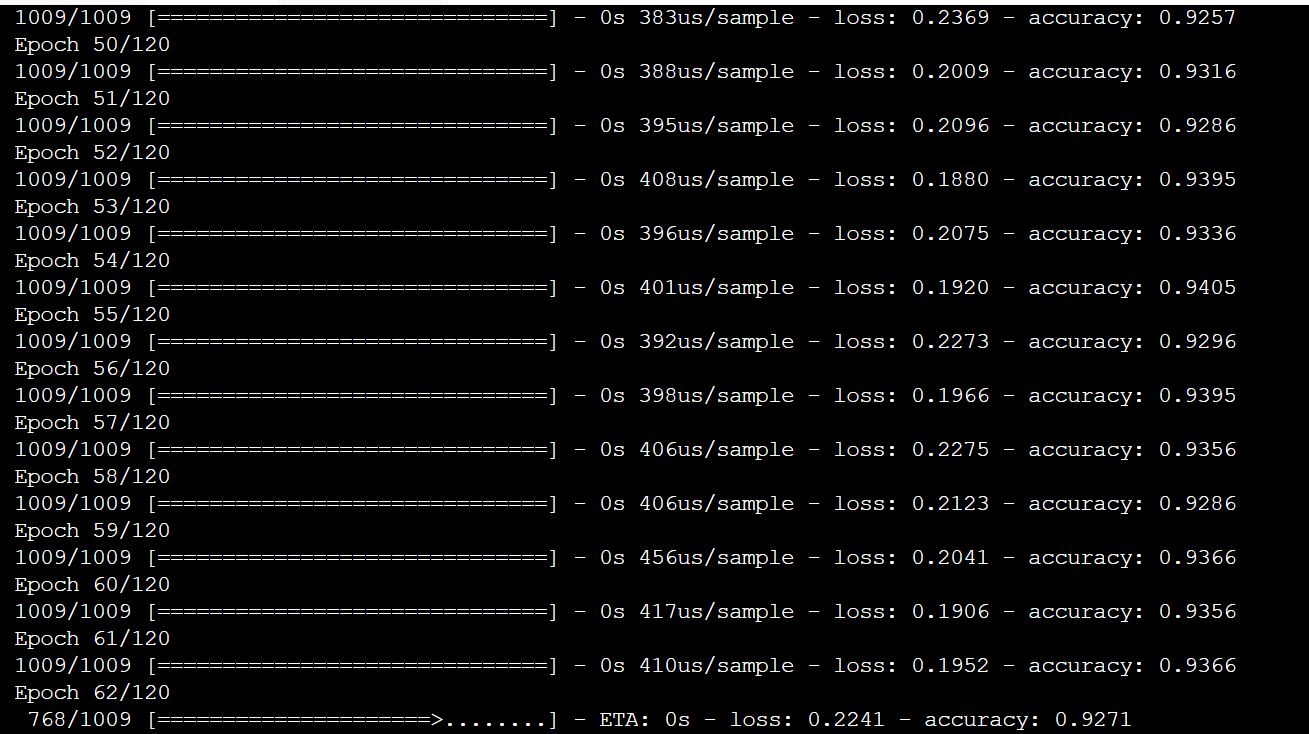 1009/1009 [==============================] - 0s 383us/sample - loss: 0.2369 - accuracy: 0.9257
Epoch 50/120
1009/1009 [==============================] - 0s 388us/sample - loss: 0.2009 - accuracy: 0.9316
Epoch 51/120
1009/1009 [==============================] - 0s 395us/sample - loss: 0.2096 - accuracy: 0.9286
Epoch 52/120
1009/1009 [==============================] - 0s 408us/sample - loss: 0.1880 - accuracy: 0.9395
Epoch 53/120
1009/1009 [==============================] - 0s 396us/sample - loss: 0.2075 - accuracy: 0.9336
Epoch 54/120
1009/1009 [==============================] - 0s 401us/sample - loss: 0.1920 - accuracy: 0.9405
Epoch 55/120
1009/1009 [==============================] - 0s 392us/sample - loss: 0.2273 - accuracy: 0.9296
Epoch 56/120
1009/1009 [==============================] - 0s 398us/sample - loss: 0.1966 - accuracy: 0.9395
Epoch 57/120
1009/1009 [==============================] - 0s 406us/sample - loss: 0.2275 - accuracy: 0.9356
Epoch 58/120
1009/1009 [==============================] - 0s 406us/sample - loss: 0.2123 - accuracy: 0.9286
Epoch 59/120
1009/1009 [==============================] - 0s 456us/sample - loss: 0.2041 - accuracy: 0.9366
Epoch 60/120
1009/1009 [==============================] - 0s 417us/sample - loss: 0.1906 - accuracy: 0.9356
Epoch 61/120
1009/1009 [==============================] - 0s 410us/sample - loss: 0.1952 - accuracy: 0.9366
Epoch 62/120
 768/1009 [=====================>........] - ETA: 0s - loss: 0.2241 - accuracy: 0.9271